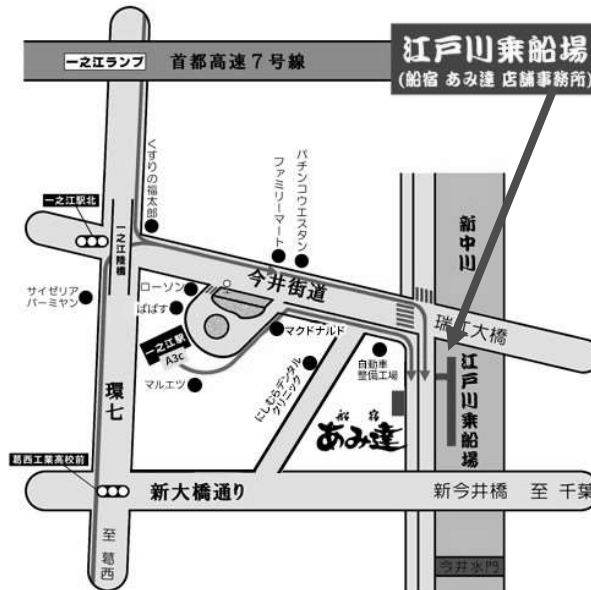 江戸川乗船場
(船宿 あみ達 店舗事務所)
一之江ランプ
首都高速7号線
くすりの福太郎
パチンコウエスタン
ファミリーマート
一之江駅北
一之江陸橋
新中川
サイゼリア
バーミヤン
ローソン
ぱぱす
今井街道
瑞江大橋
一之江駅
A3c
マクドナルド
マルエツ
にしむらデンタル
クリニック
自動車
整備工場
江戸川乗船場
環七
船宿
あみ達
葛西工業高校前
新大橋通り
新今井橋 至 千葉
至 葛西
今井水門